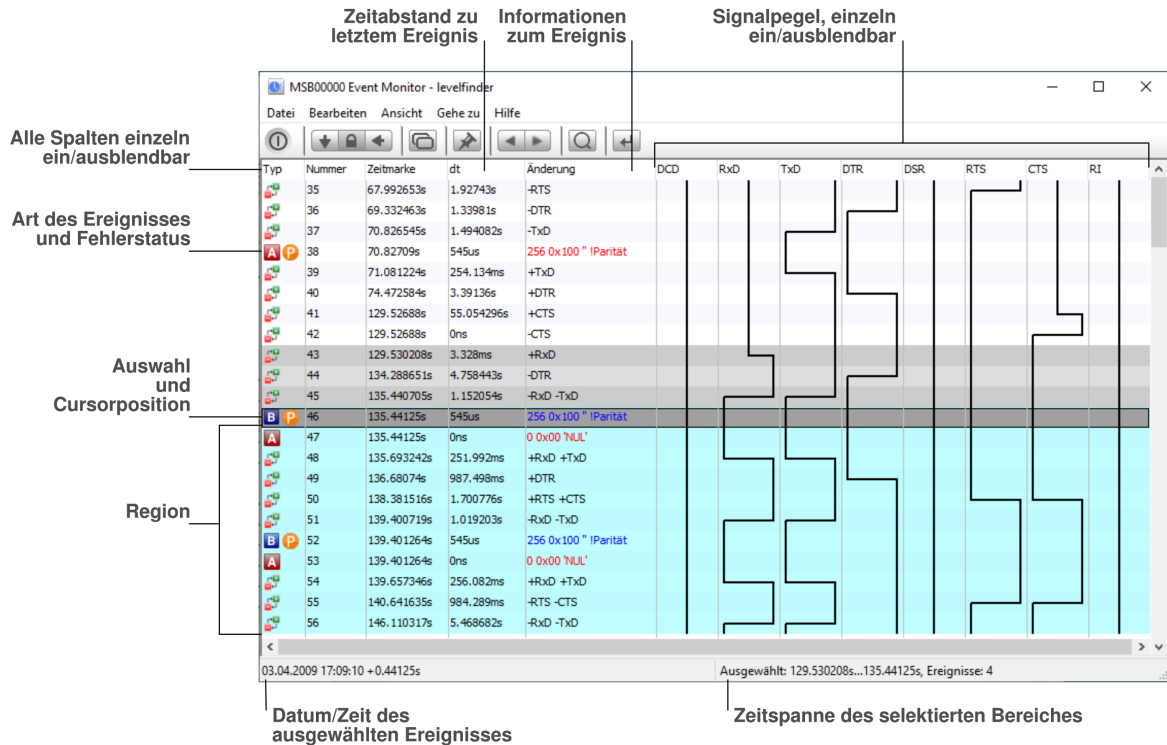 Zeitabstand zu
letztem Ereignis
Informationen
zum Ereignis
Signalpegel, einzeln
ein/ausblendbar
MSB00000 Event Monitor - levelfinder
Datei Bearbeiten Ansicht Gehe zu Hilfe
Alle Spalten einzeln
ein/ausblendbar
Typ Nummer Zeitmarke dt Änderung DCD RxD TxD DTR DSR RTS CTS RI
35 67.992653s 1.92743s -RTS
Art des Ereignisses
und Fehlerstatus
36 69.332463s 1.33981s -DTR
37 70.826545s 1.494082s -TxD
A P 38 70.82709s 545us 256 0x100 '' !Parität
39 71.081224s 254.134ms +TxD
40 74.472584s 3.39136s +DTR
41 129.52688s 55.054296s +CTS
42 129.52688s 0ns -CTS
43 129.530208s 3.328ms +RxD
Auswahl
und
Cursorposition
44 134.288651s 4.758443s -DTR
45 135.440705s 1.152054s -RxD -TxD
B P 46 135.44125s 545us 256 0x100 '' !Parität
A 47 135.44125s 0ns 0 0x00 'NUL'
48 135.693242s 251.992ms +RxD +TxD
49 136.68074s 987.498ms +DTR
50 138.381516s 1.700776s +RTS +CTS
Region
51 139.400719s 1.019203s -RxD -TxD
B P 52 139.401264s 545us 256 0x100 '' !Parität
A 53 139.401264s 0ns 0 0x00 'NUL'
54 139.657346s 256.082ms +RxD +TxD
55 140.641635s 984.289ms -RTS -CTS
56 146.110317s 5.468682s -RxD -TxD
03.04.2009 17:09:10 +0.44125s
Ausgewählt: 129.530208s...135.44125s, Ereignisse: 4
Datum/Zeit des
ausgewählten Ereignisses
Zeitspanne des selektierten Bereiches